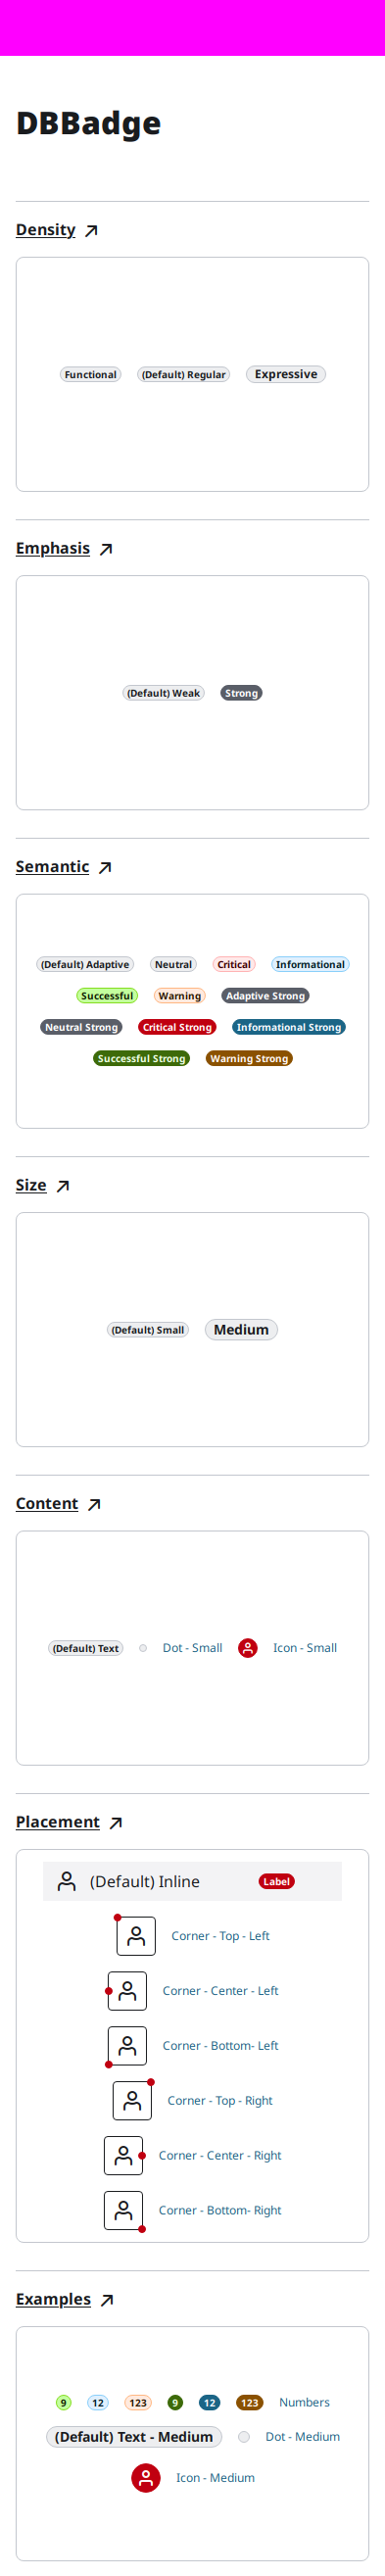 DBBadge
Density
Functional (Default) Regular Expressive
Emphasis
(Default) Weak Strong
Semantic
(Default) Adaptive Neutral Critical Informational
Successful Warning Adaptive Strong
Neutral Strong Critical Strong Informational Strong
Successful Strong Warning Strong
Size
(Default) Small Medium
Content
(Default) Text Dot - Small Icon - Small
Placement
(Default) Inline Label
Corner - Top - Left
Corner - Center - Left
Corner - Bottom- Left
Corner - Top - Right
Corner - Center - Right
Corner - Bottom- Right
Examples
9 12 123 9 12 123 Numbers
(Default) Text - Medium Dot - Medium
Icon - Medium